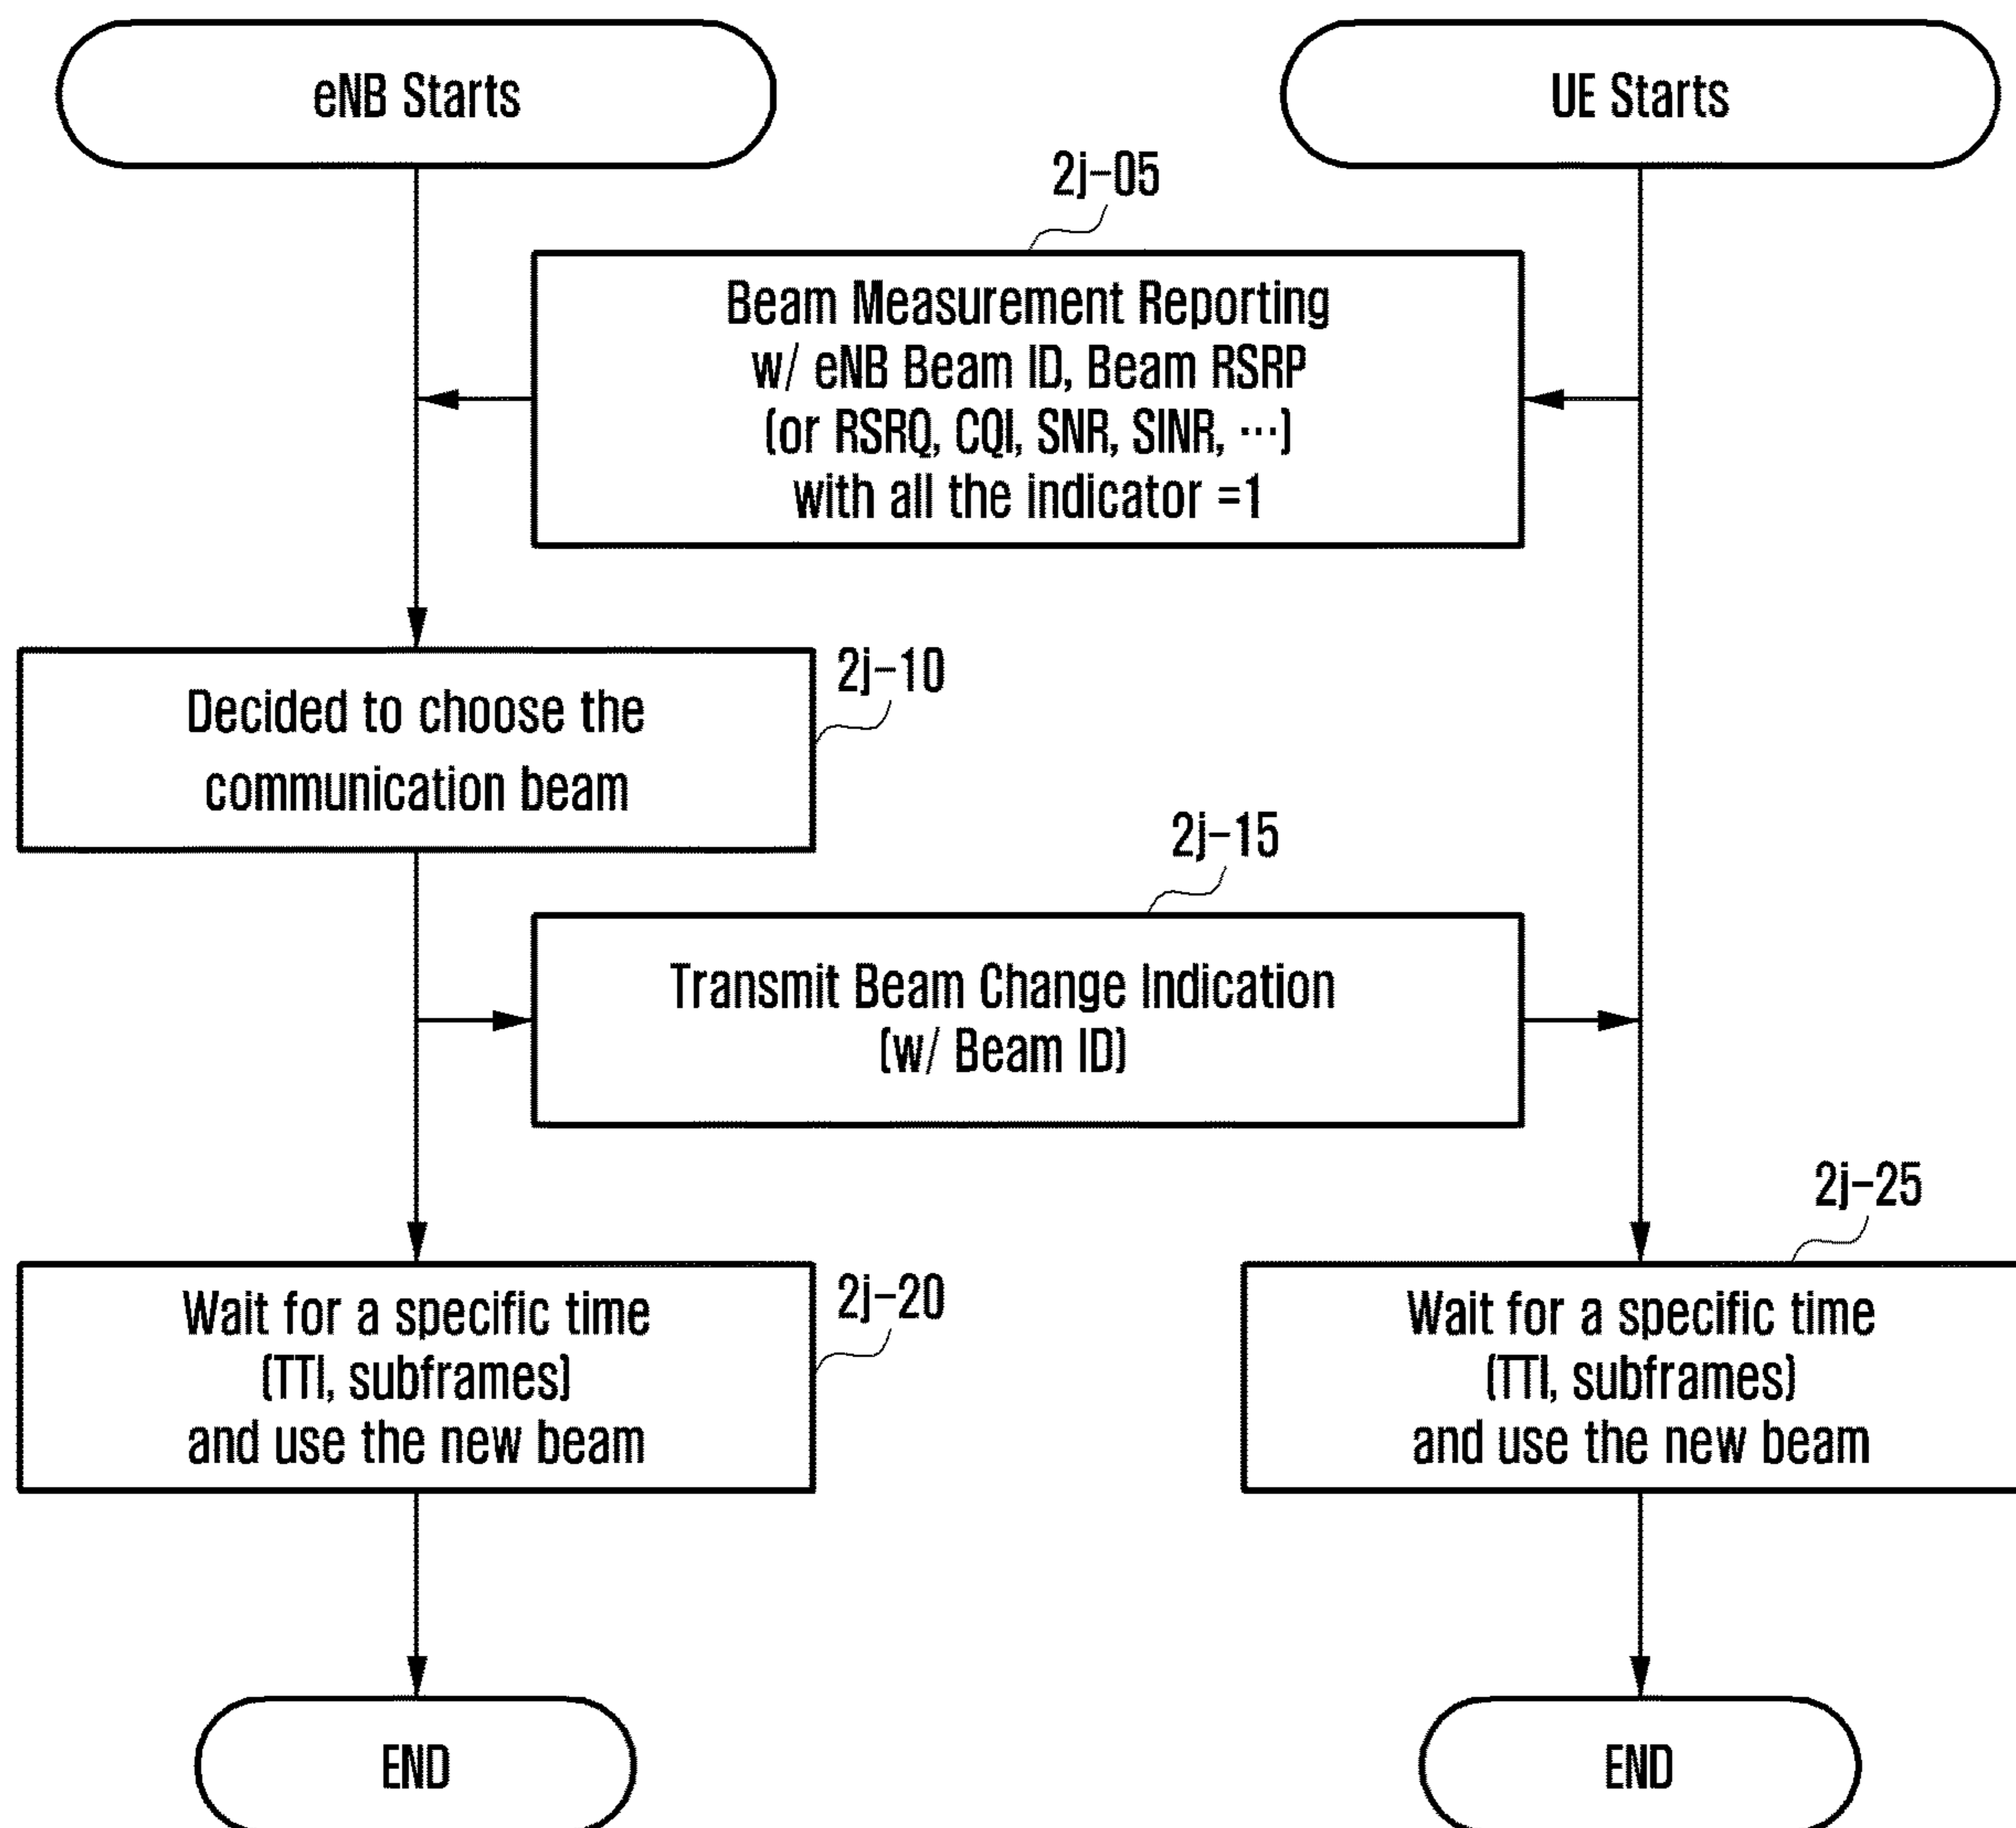 eNB Starts
UE Starts
2j-05
Beam Measurement Reporting
w/ eNB Beam ID, Beam RSRP
(or RSRQ, CQI, SNR, SINR, ···)
with all the indicator =1
2j-10
Decided to choose the
communication beam
2j-15
Transmit Beam Change Indication
(w/ Beam ID)
2j-20
Wait for a specific time
(TTI, subframes)
and use the new beam
2j-25
Wait for a specific time
(TTI, subframes)
and use the new beam
END
END